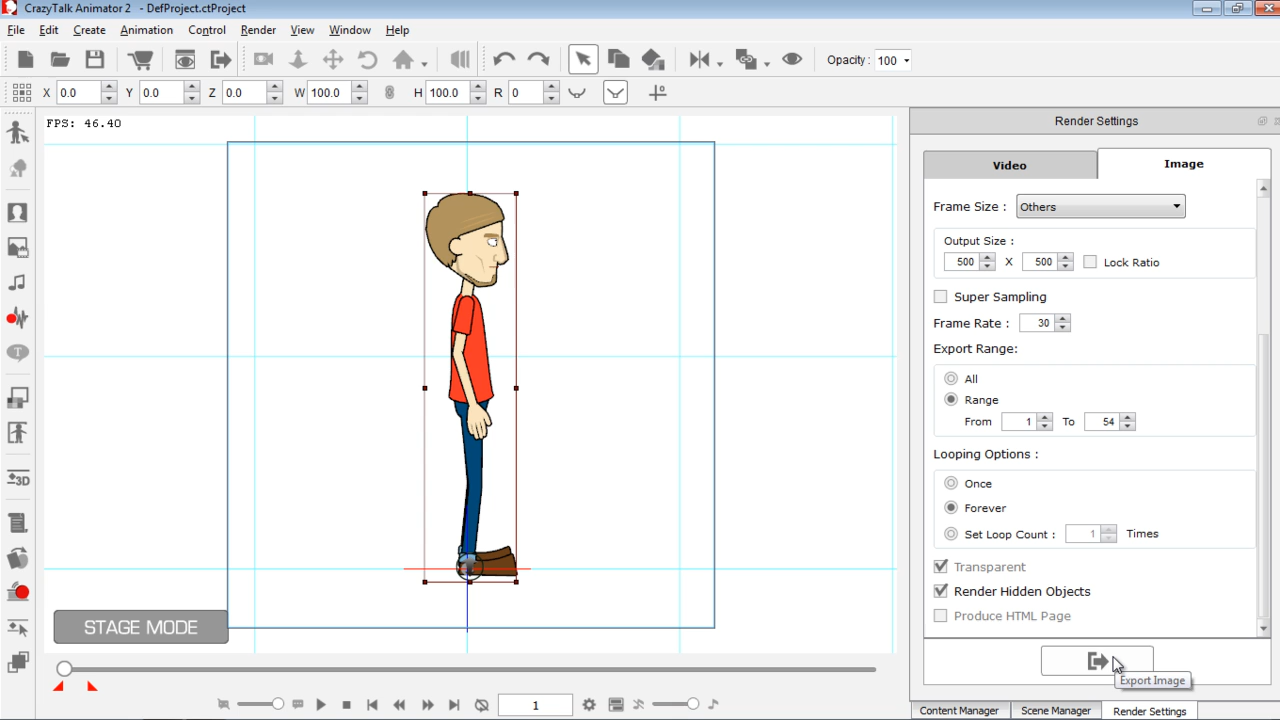 CrazyTalk Animator 2 - DefProject.ctProject
File Edit Create Animation Control Render View Window Help
Opacity : 100
X 0.0 Y 0.0 Z 0.0 W 100.0 H 100.0 R 0
FPS: 46.40
Render Settings
Video Image
Frame Size : Others
Output Size :
500 X 500 Lock Ratio
Super Sampling
Frame Rate : 30
Export Range:
All
Range
From 1 To 54
Looping Options :
Once
Forever
Set Loop Count : 1 Times
Transparent
Render Hidden Objects
Produce HTML Page
STAGE MODE
3D
T
Export Image
1
Content Manager Scene Manager Render Settings